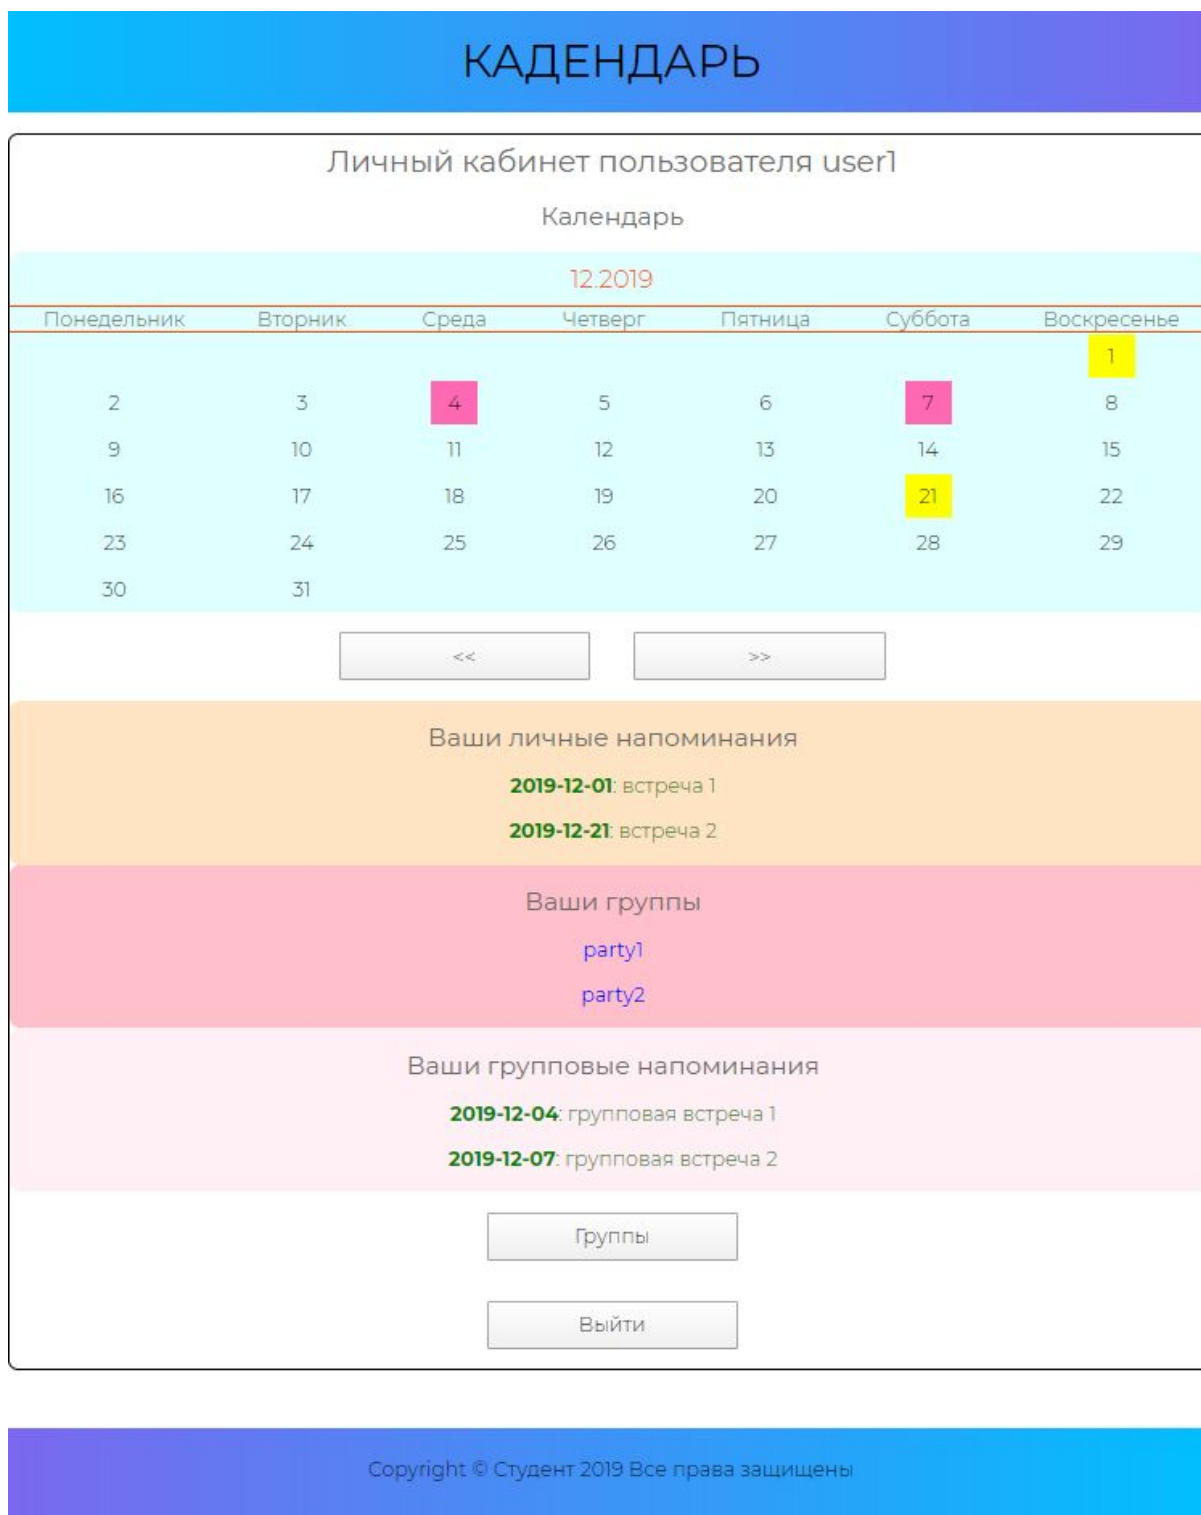 КАДЕНДАРЬ
Личный кабинет пользователя user1
Календарь
12.2019
Понедельник Вторник Среда Четверг Пятница Суббота Воскресенье
1
2 3 4 5 6 7 8
9 10 11 12 13 14 15
16 17 18 19 20 21 22
23 24 25 26 27 28 29
30 31
<< >>
Ваши личные напоминания
2019-12-01: встреча 1
2019-12-21: встреча 2
Ваши группы
party1
party2
Ваши групповые напоминания
2019-12-04: групповая встреча 1
2019-12-07: групповая встреча 2
Группы
Выйти
Copyright © Студент 2019 Все права защищены